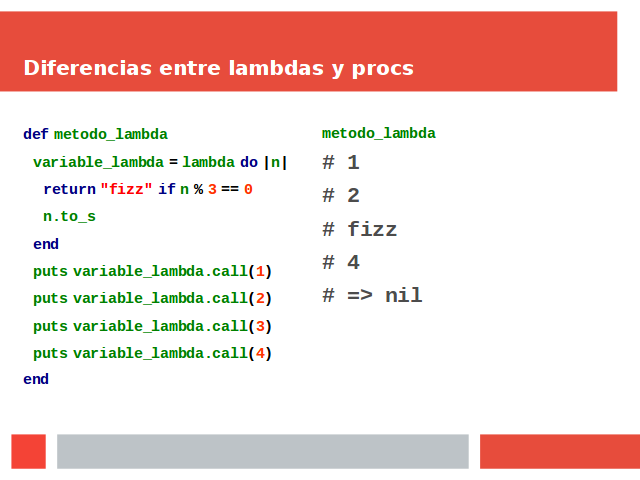 Diferencias entre lambdas y procs
def metodo_lambda
variable_lambda = lambda do |n|
return "fizz" if n % 3 == 0
n.to_s
end
puts variable_lambda.call(1)
puts variable_lambda.call(2)
puts variable_lambda.call(3)
puts variable_lambda.call(4)
end
metodo_lambda
# 1
# 2
# fizz
# 4
# => nil